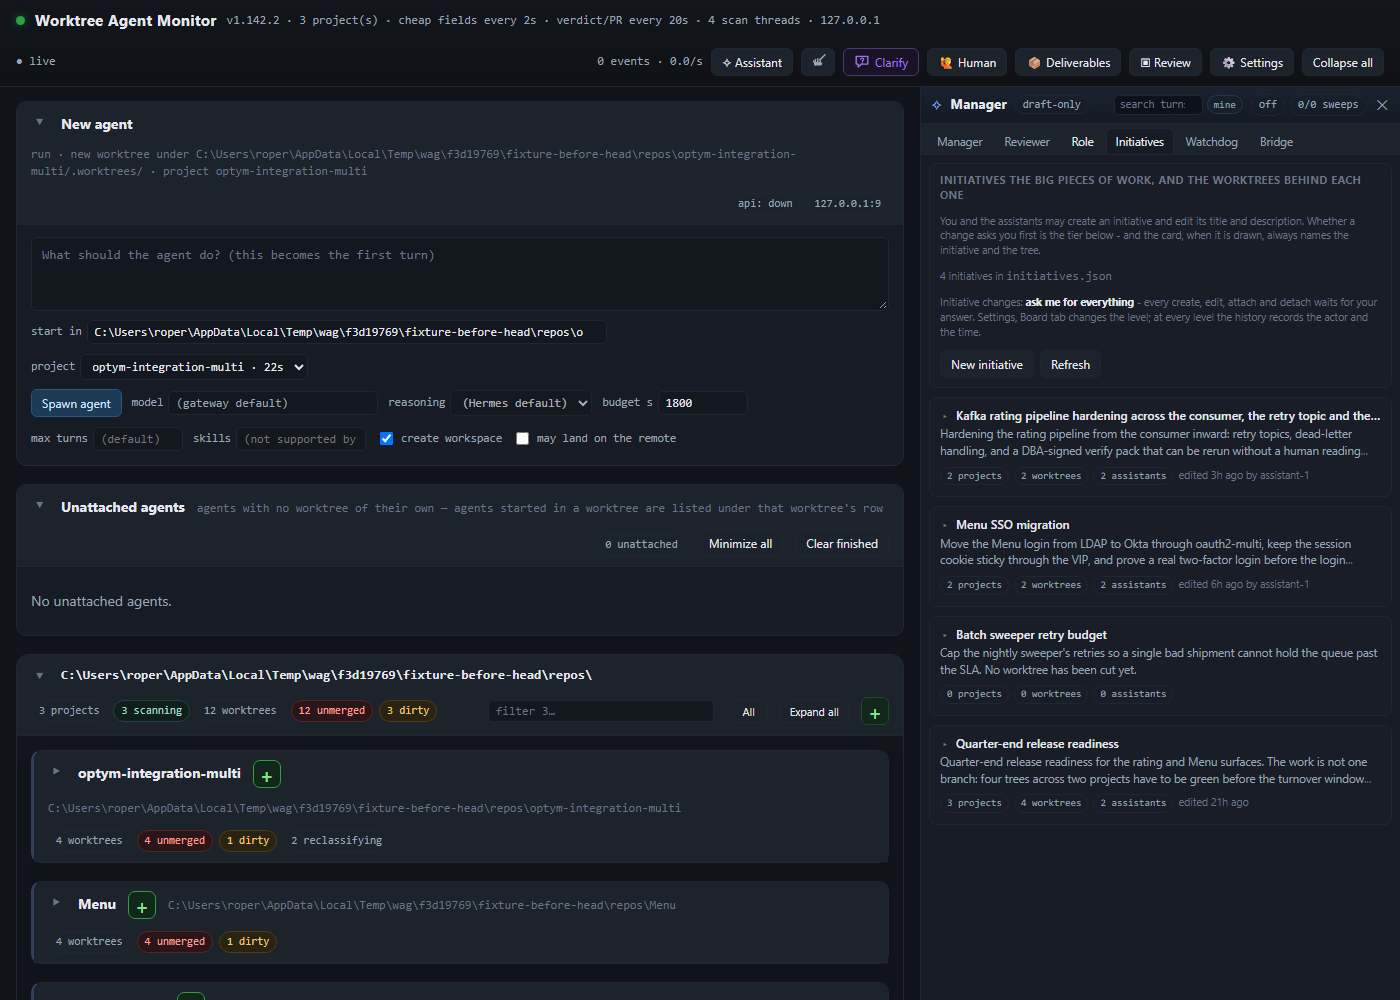 Worktree Agent Monitor v1.142.2 · 3 project(s) · cheap fields every 2s · verdict/PR every 20s · 4 scan threads · 127.0.0.1
live
0 events · 0.0/s
Assistant
Clarify
Human
Deliverables
Review
Settings
Collapse all
New agent
run · new worktree under C:\Users\roper\AppData\Local\Temp\wag\f3d19769\fixture-before-head\repos\optym-integration-
multi/.worktrees/ · project optym-integration-multi
api: down 127.0.0.1:9
What should the agent do? (this becomes the first turn)
start in C:\Users\roper\AppData\Local\Temp\wag\f3d19769\fixture-before-head\repos\o
project optym-integration-multi · 22s
Spawn agent model (gateway default) reasoning (Hermes default) budget s 1800
max turns (default) skills (not supported by create workspace may land on the remote
Unattached agents agents with no worktree of their own — agents started in a worktree are listed under that worktree's row
0 unattached Minimize all Clear finished
No unattached agents.
C:\Users\roper\AppData\Local\Temp\wag\f3d19769\fixture-before-head\repos\
3 projects 3 scanning 12 worktrees 12 unmerged 3 dirty filter 3… All Expand all +
optym-integration-multi +
C:\Users\roper\AppData\Local\Temp\wag\f3d19769\fixture-before-head\repos\optym-integration-multi
4 worktrees 4 unmerged 1 dirty 2 reclassifying
Menu + C:\Users\roper\AppData\Local\Temp\wag\f3d19769\fixture-before-head\repos\Menu
4 worktrees 4 unmerged 1 dirty
Manager draft-only search turn: mine off 0/0 sweeps
Manager Reviewer Role Initiatives Watchdog Bridge
INITIATIVES THE BIG PIECES OF WORK, AND THE WORKTREES BEHIND EACH
ONE
You and the assistants may create an initiative and edit its title and description. Whether a
change asks you first is the tier below - and the card, when it is drawn, always names the
initiative and the tree.
4 initiatives in initiatives.json
Initiative changes: ask me for everything - every create, edit, attach and detach waits for your
answer. Settings, Board tab changes the level; at every level the history records the actor and
the time.
New initiative Refresh
Kafka rating pipeline hardening across the consumer, the retry topic and the...
Hardening the rating pipeline from the consumer inward: retry topics, dead-letter
handling, and a DBA-signed verify pack that can be rerun without a human reading...
2 projects 2 worktrees 2 assistants edited 3h ago by assistant-1
Menu SSO migration
Move the Menu login from LDAP to Okta through oauth2-multi, keep the session
cookie sticky through the VIP, and prove a real two-factor login before the login...
2 projects 2 worktrees 2 assistants edited 6h ago by assistant-1
Batch sweeper retry budget
Cap the nightly sweeper's retries so a single bad shipment cannot hold the queue past
the SLA. No worktree has been cut yet.
0 projects 0 worktrees 0 assistants
Quarter-end release readiness
Quarter-end release readiness for the rating and Menu surfaces. The work is not one
branch: four trees across two projects have to be green before the turnover window...
3 projects 4 worktrees 2 assistants edited 21h ago